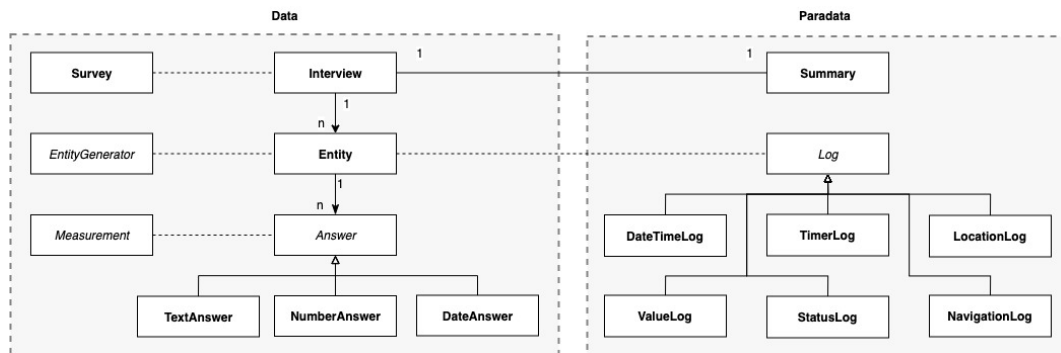 Data
Paradata
Survey
Interview
1
1
Summary
1
n
EntityGenerator
Entity
Log
1
n
Measurement
Answer
DateTimeLog
TimerLog
LocationLog
TextAnswer
NumberAnswer
DateAnswer
ValueLog
StatusLog
NavigationLog